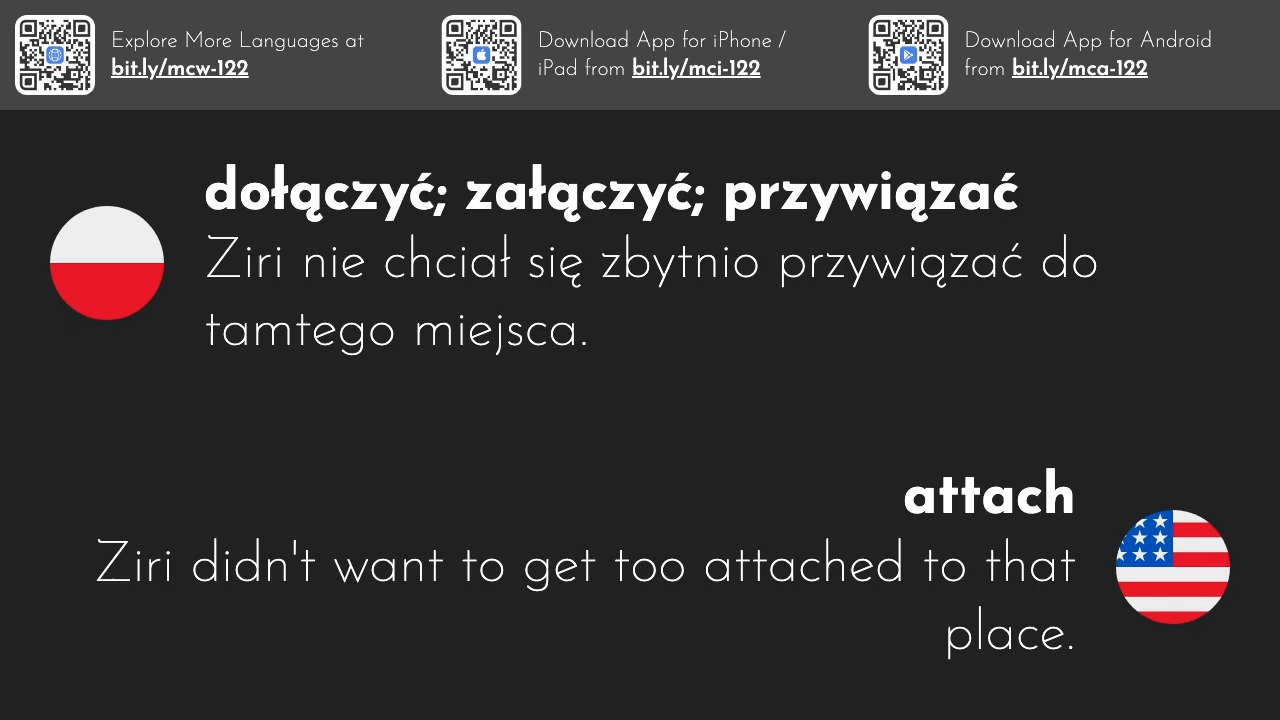 Explore More Languages at
bit.ly/mcw-122
Download App for iPhone /
iPad from bit.ly/mci-122
Download App for Android
from bit.ly/mca-122
dołączyć; załączyć; przywiązać
Ziri nie chciał się zbytnio przywiązać do
tamtego miejsca.
attach
Ziri didn't want to get too attached to that
place.